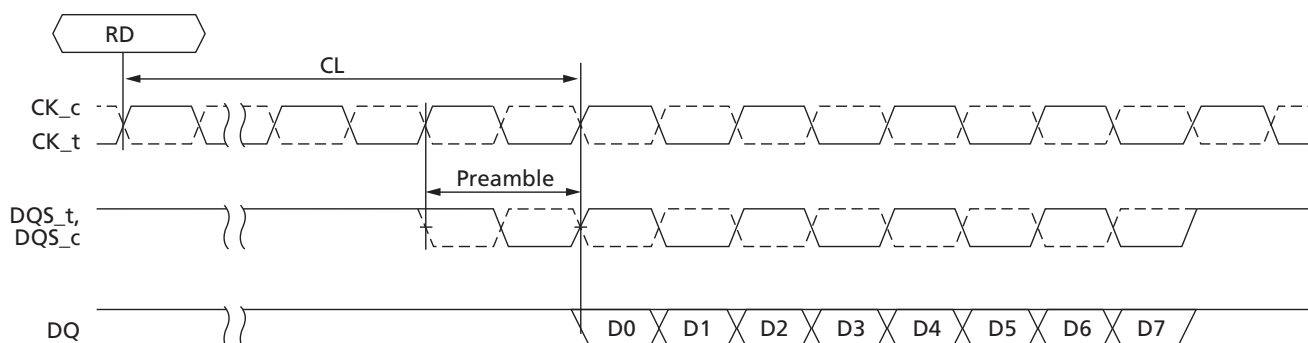 RD
CL
CK_c
CK_t
Preamble
DQS_t,
DQS_c
DQ
D0 D1 D2 D3 D4 D5 D6 D7